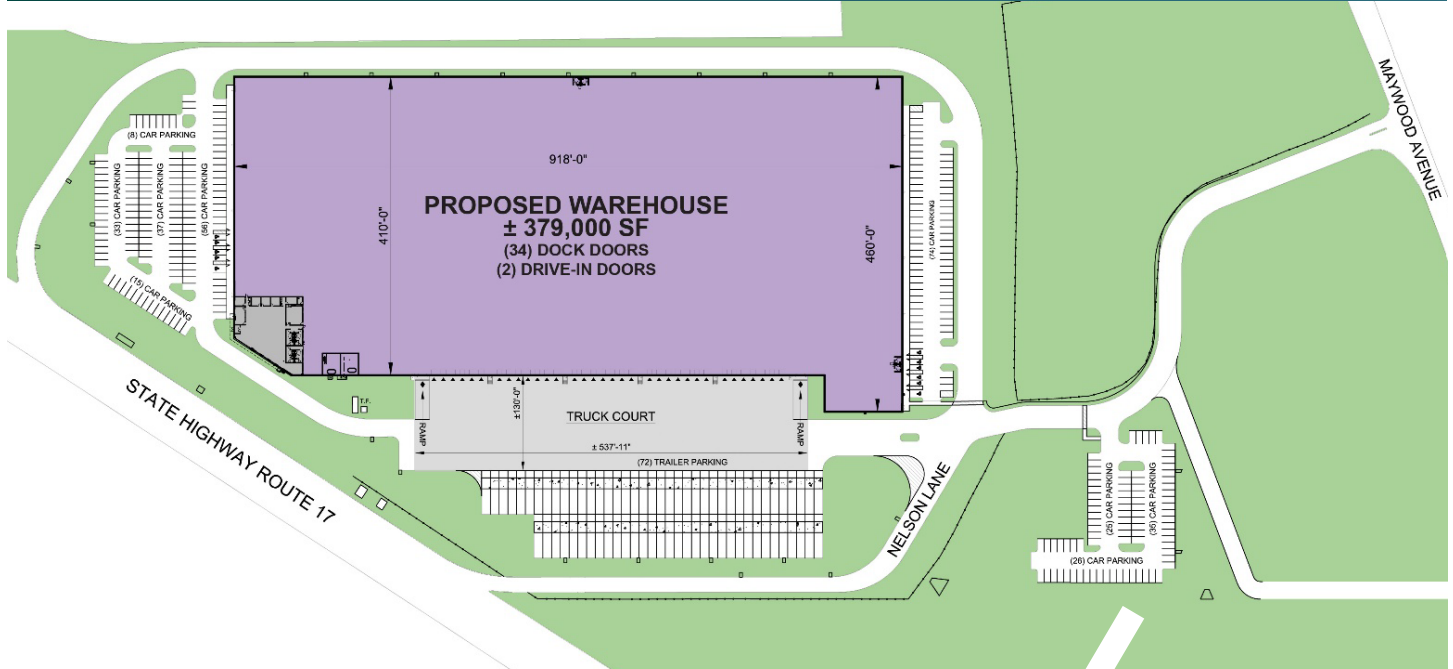 MAYWOOD AVENUE
(8) CAR PARKING
(33) CAR PARKING
(37) CAR PARKING
(56) CAR PARKING
(15) CAR PARKING
918'-0"
410'-0"
460'-0"
PROPOSED WAREHOUSE
± 379,000 SF
(34) DOCK DOORS
(2) DRIVE-IN DOORS
(74) CAR PARKING
STATE HIGHWAY ROUTE 17
T.F.
±130'-0"
TRUCK COURT
RAMP
RAMP
± 537'-11"
(72) TRAILER PARKING
NELSON LANE
(25) CAR PARKING
(35) CAR PARKING
(26) CAR PARKING